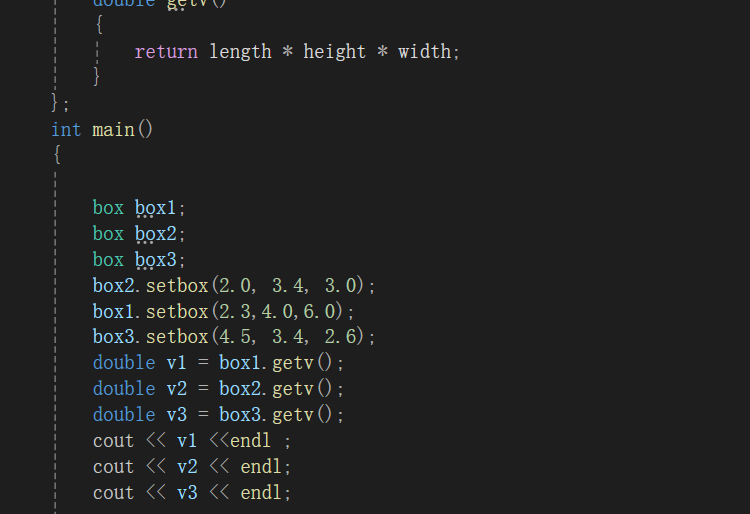 double getv()
{
return length * height * width;
}
};
int main()
{
box box1;
box box2;
box box3;
box2.setbox(2.0, 3.4, 3.0);
box1.setbox(2.3,4.0,6.0);
box3.setbox(4.5, 3.4, 2.6);
double v1 = box1.getv();
double v2 = box2.getv();
double v3 = box3.getv();
cout << v1 <<endl ;
cout << v2 << endl;
cout << v3 << endl;